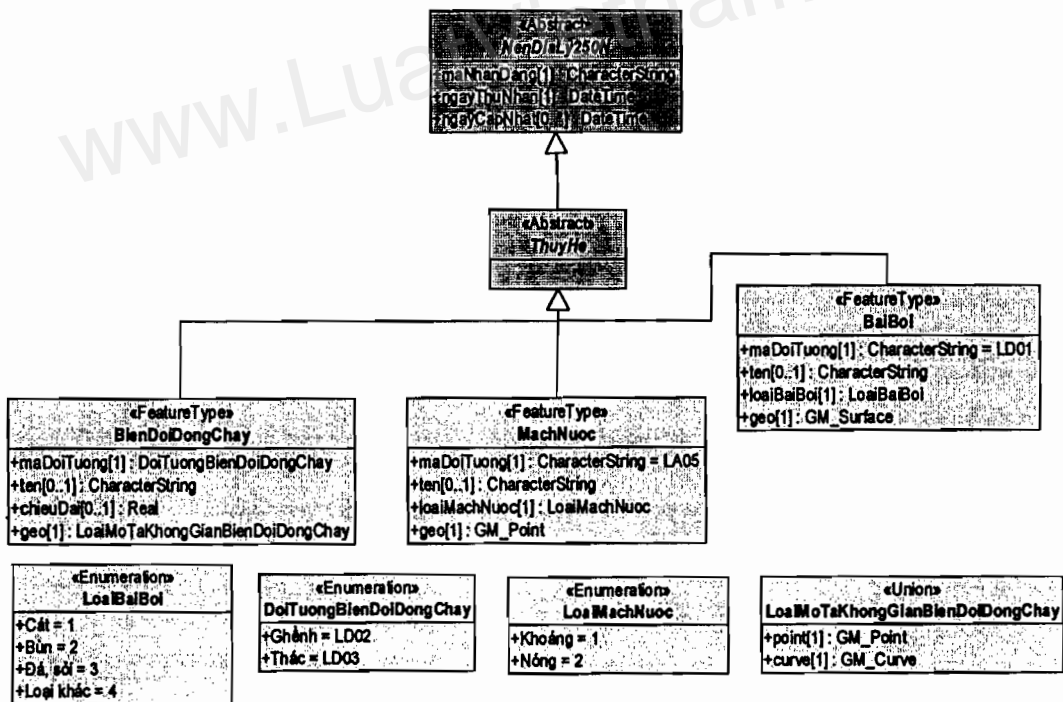 www.LuatVietnam
«Abstract»
NenDiaLy250N
+maNhanDang[1] : CharacterString
+ngayThuNhan[1] : DateTime
+ngayCapNhat[0..1] : DateTime
«Abstract»
ThuyHe
«FeatureType»
BaiBoi
+maDoiTuong[1] : CharacterString = LD01
+ten[0..1] : CharacterString
+loaiBaiBoi[1] : LoaiBaiBoi
+geo[1] : GM_Surface
«FeatureType»
BienDoiDongChay
+maDoiTuong[1] : DoiTuongBienDoiDongChay
+ten[0..1] : CharacterString
+chieuDai[0..1] : Real
+geo[1] : LoaiMoTaKhongGianBienDoiDongChay
«FeatureType»
MachNuoc
+maDoiTuong[1] : CharacterString = LA05
+ten[0..1] : CharacterString
+loaiMachNuoc[1] : LoaiMachNuoc
+geo[1] : GM_Point
«Enumeration»
LoaiBaiBoi
+Cát = 1
+Bùn = 2
+Đá, sỏi = 3
+Loại khác = 4
«Enumeration»
DoiTuongBienDoiDongChay
+Ghềnh = LD02
+Thác = LD03
«Enumeration»
LoaiMachNuoc
+Khoáng = 1
+Nóng = 2
«Union»
LoaiMoTaKhongGianBienDoiDongChay
+point[1] : GM_Point
+curve[1] : GM_Curve